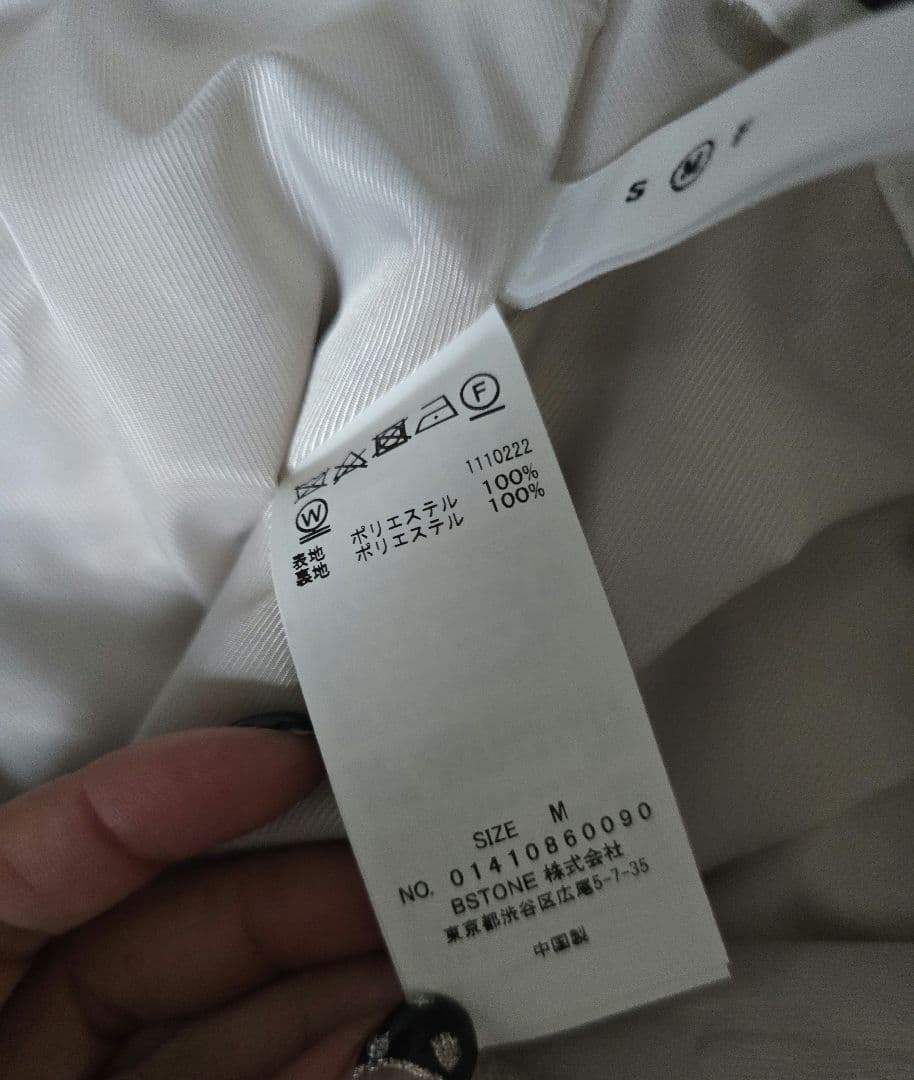 S M F
F
1110222
W
表地 ポリエステル 100%
裏地 ポリエステル 100%
SIZE M
NO. 01410860090
BSTONE 株式会社
東京都渋谷区広尾5-7-35
中国製